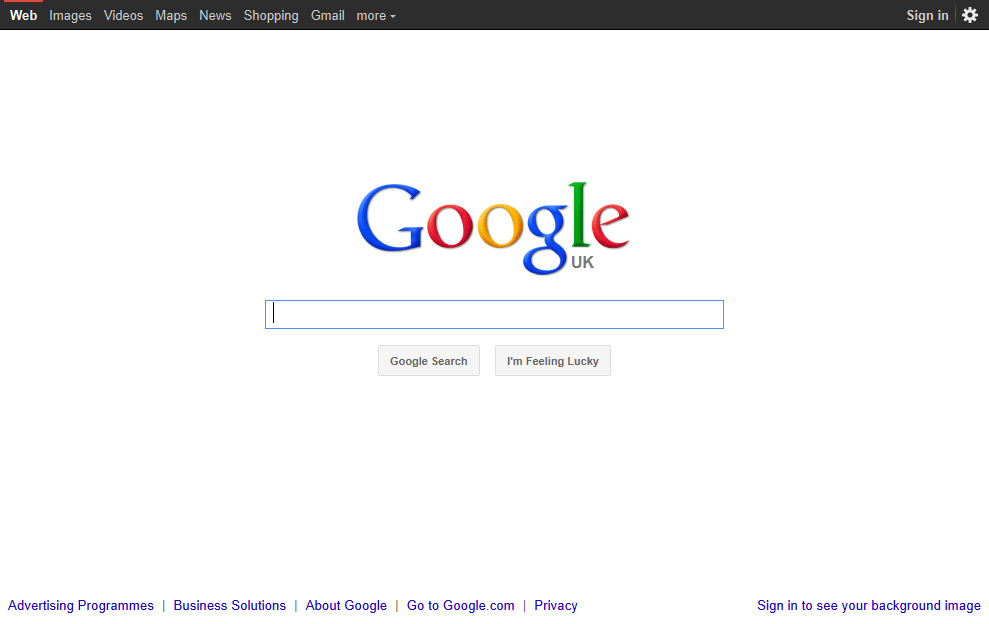 Web Images Videos Maps News Shopping Gmail more Sign in
Google
UK
Google Search I'm Feeling Lucky
Advertising Programmes | Business Solutions | About Google | Go to Google.com | Privacy Sign in to see your background image